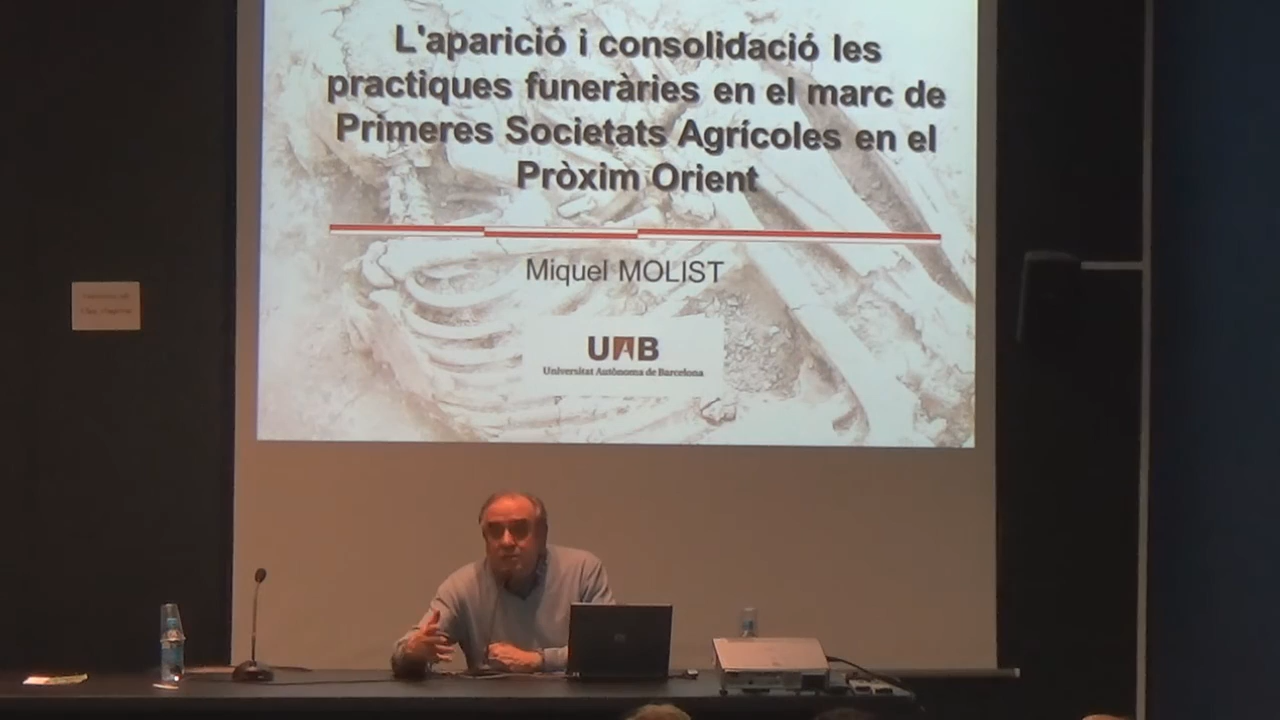 L'aparició i consolidació les
practiques funeràries en el marc de
Primeres Societats Agrícoles en el
Pròxim Orient
Miquel MOLIST
UAB
Universitat Autònoma de Barcelona